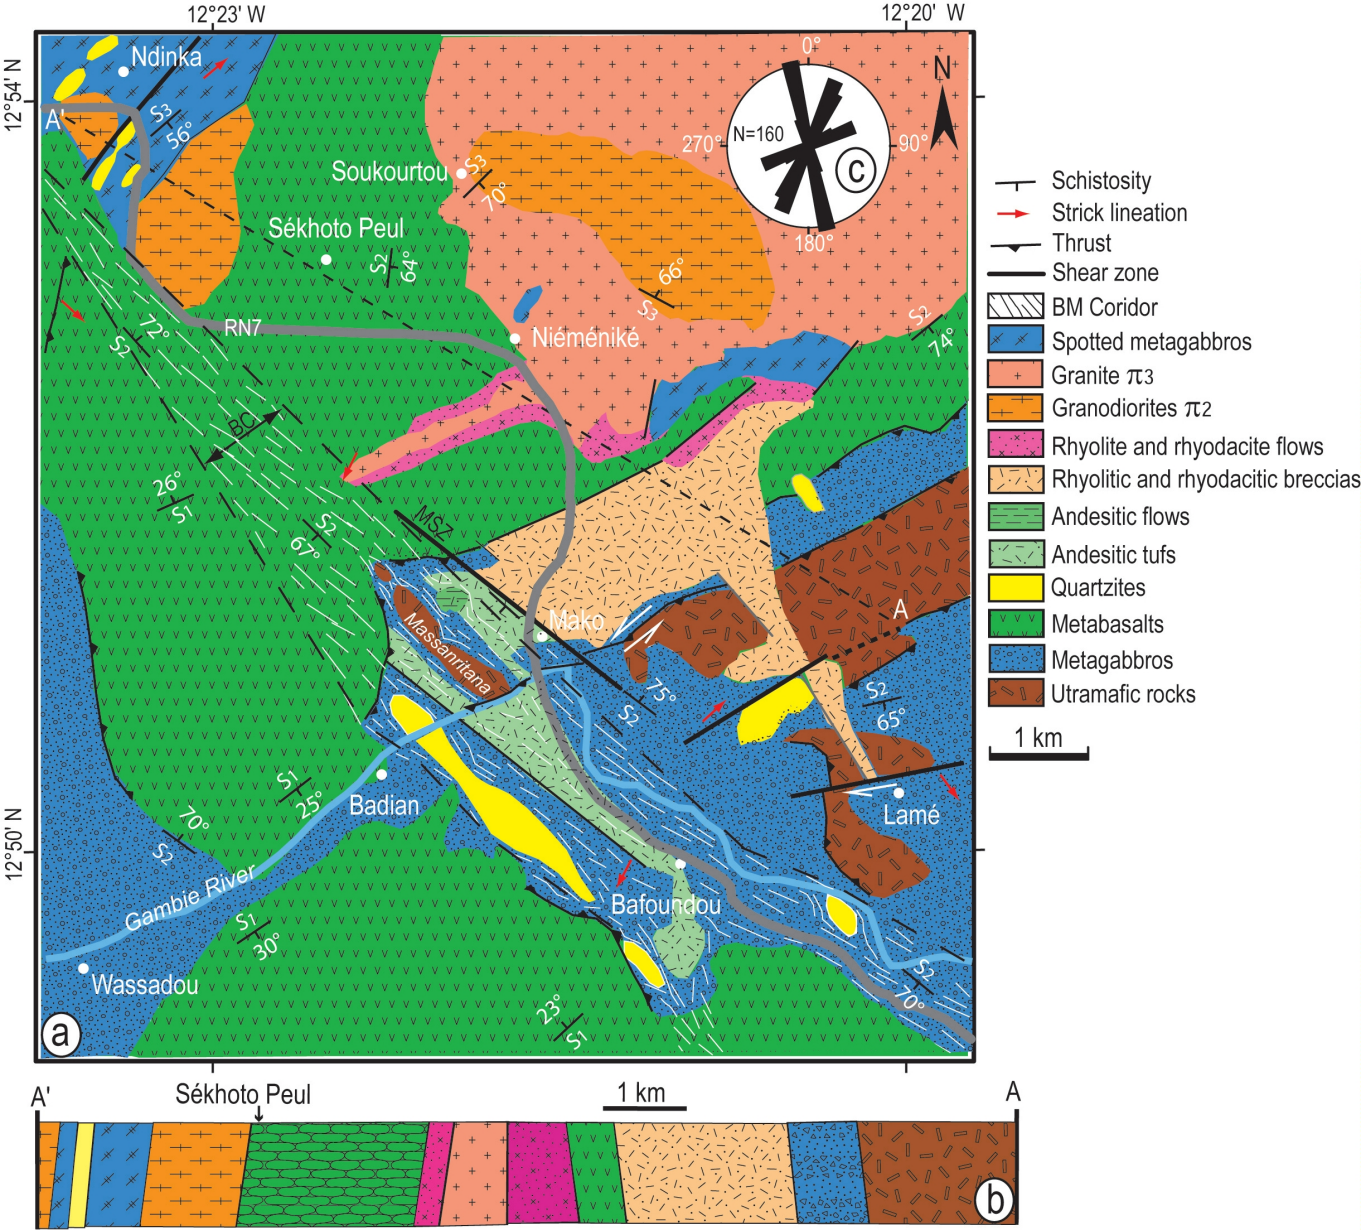 12°23' W
12°20' W
12°54' N
12°50' N
Ndinka
A'
S3
56°
Soukourtou
S3
70°
Sékhoto Peul
S2
64°
0°
N=160
270°
90°
180°
c
N
66°
S3
72°
S2
RN7
Niéméniké
S2
74°
BC
26°
S1
S2
67°
MSZ
Mako
A
Massanritana
75°
S2
S2
65°
S1
25°
Badian
Lamé
70°
S2
Gambie River
Bafoundou
S1
30°
Wassadou
S2
70°
23°
S1
a
Schistosity
Strick lineation
Thrust
Shear zone
BM Coridor
Spotted metagabbros
Granite π3
Granodiorites π2
Rhyolite and rhyodacite flows
Rhyolitic and rhyodacitic breccias
Andesitic flows
Andesitic tufs
Quartzites
Metabasalts
Metagabbros
Utramafic rocks
1 km
A'
Sékhoto Peul
1 km
A
b